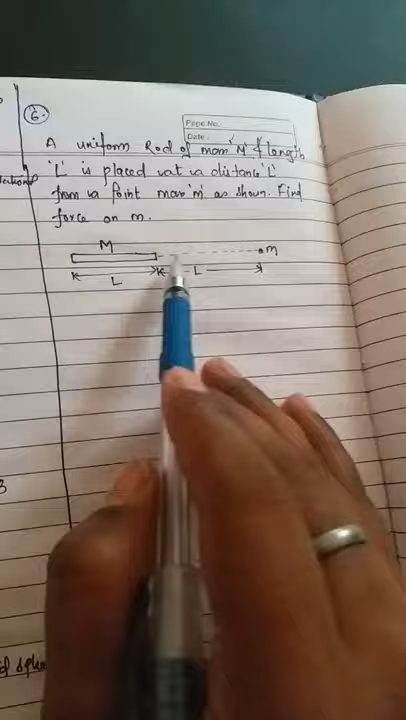 6.
Page No.
Date:
A uniform Rod of mass 'M' & length
'L' is placed at a distance 'L'
from a point mass 'm' as shown. Find
force on m.
M
m
L
L